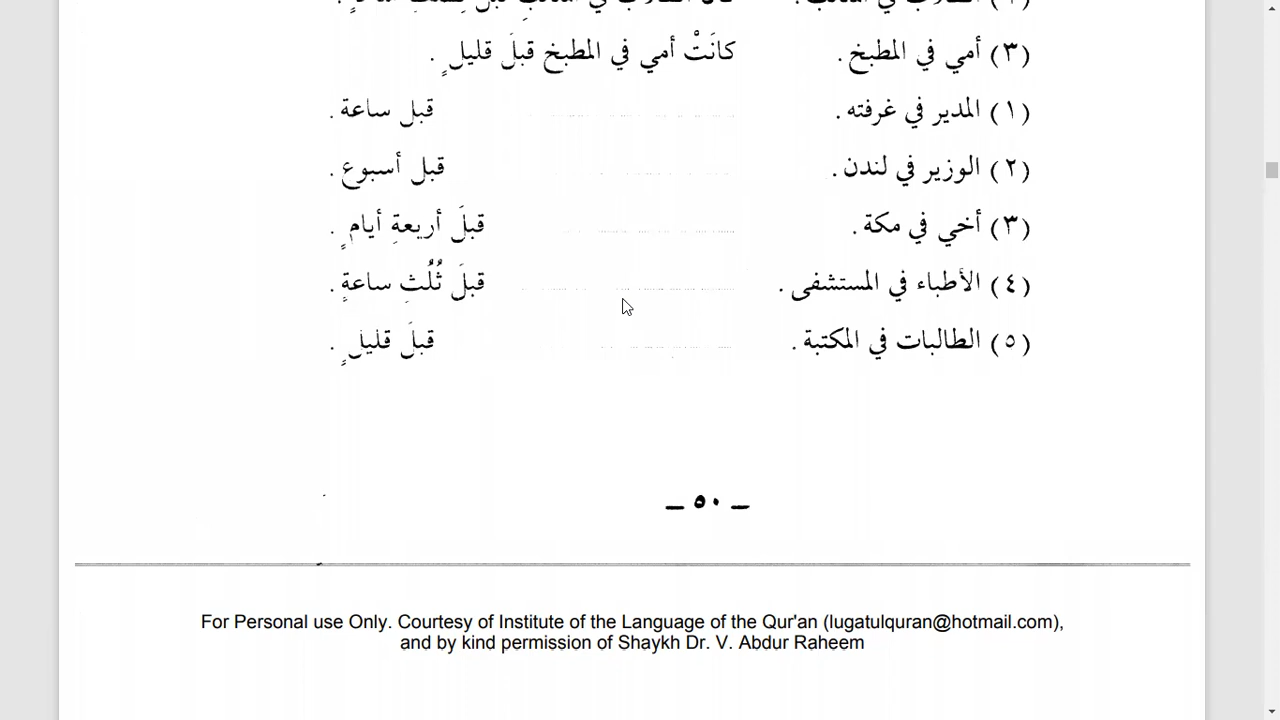 (٣) أمي في المطبخ . كانَتْ أمي في المطبخ قبلَ قليلٍ .
(١) المدير في غرفته . .......... قبل ساعة .
(٢) الوزير في لندن . .......... قبل أسبوع .
(٣) أخي في مكة . .......... قبلَ أربعةِ أيامٍ .
(٤) الأطباء في المستشفى . .......... قبلَ ثُلُثِ ساعةٍ .
(٥) الطالبات في المكتبة . .......... قبلَ قليلٍ .
– ٥٠ –
For Personal use Only. Courtesy of Institute of the Language of the Qur'an (lugatulquran@hotmail.com),
and by kind permission of Shaykh Dr. V. Abdur Raheem